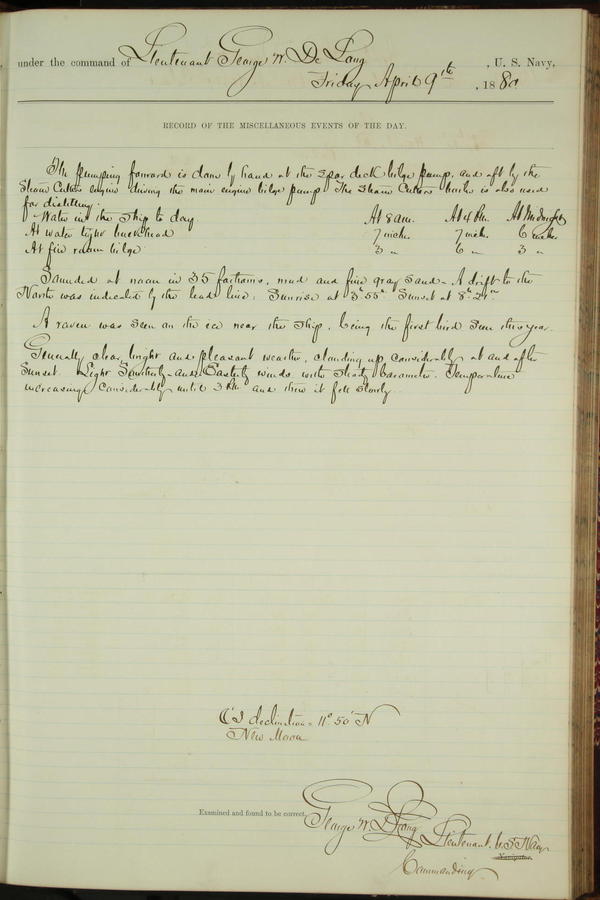 under the command of Lieutenant George W. De Long, U. S. Navy,
Friday April 9th, 1880
RECORD OF THE MISCELLANEOUS EVENTS OF THE DAY.
The pumping forward is done by hand at the spar deck bilge pump, and aft by the
Steam Cutters engine driving the main engine bilge pump. The Steam Cutters boiler is also used
for distilling.
Water in the Ship to day At 8 am. At 4 Pm. At Midnight
At water tight bulkhead 7 inches 7 inches 6 inches
At fire room bilge 3 " 6 " 3 "
Sounded at noon in 35 fathoms, mud and fine gray sand - A drift to the
North was indicated by the lead line. Sunrise at 3h 55m Sunset at 8h 21m
A raven was seen on the ice near the ship, being the first bird seen this year.
Generally clear, bright and pleasant weather, clouding up considerably at and after
Sunset. Light Southerly and Easterly winds with steady barometer. Temperature
increasing considerably until 3 PM and then it fell slowly.
☾'s declination = 11° 50' N
New Moon
Examined and found to be correct.
George W. De Long Lieutenant U.S. Navy
Navigator.
Commanding.